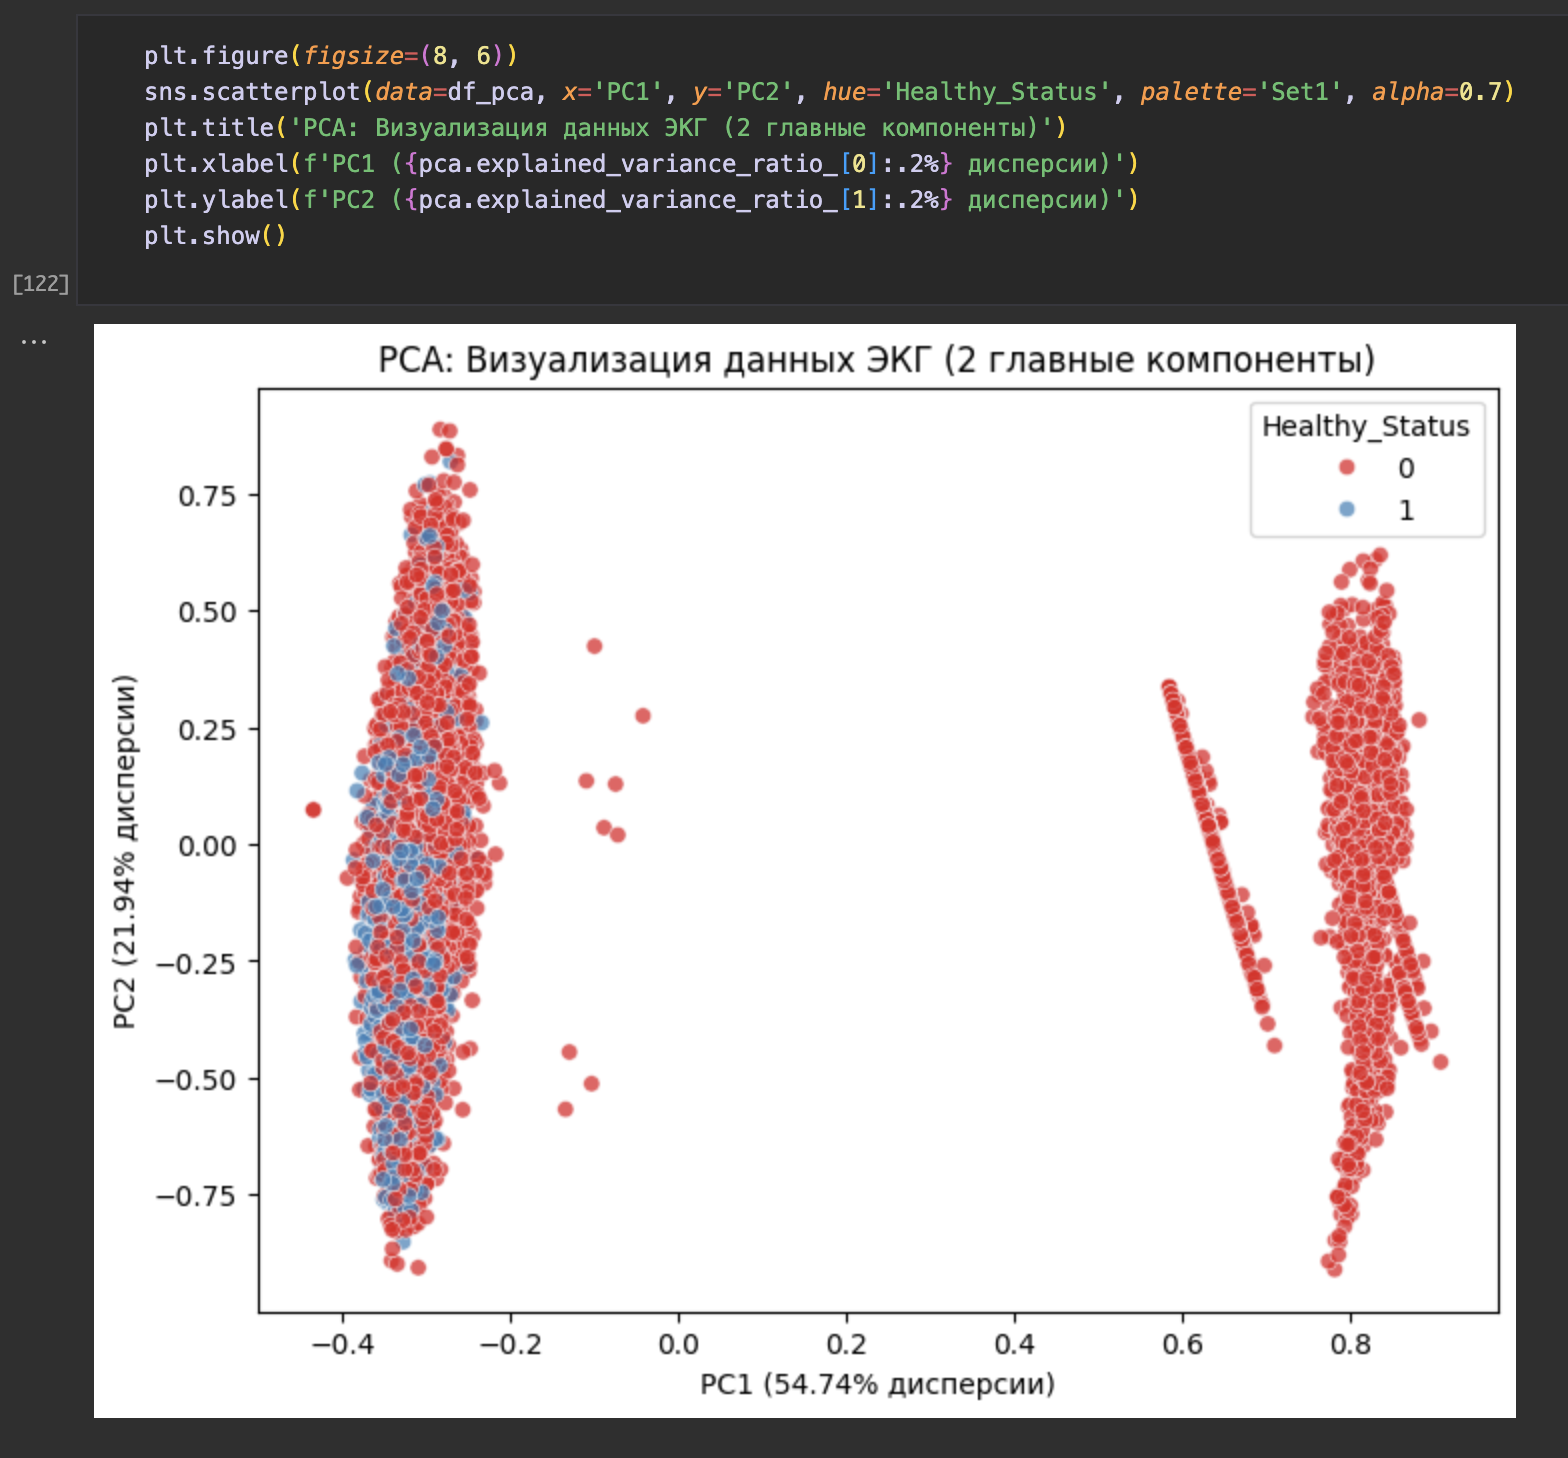 plt.figure(figsize=(8, 6))
sns.scatterplot(data=df_pca, x='PC1', y='PC2', hue='Healthy_Status', palette='Set1', alpha=0.7)
plt.title('PCA: Визуализация данных ЭКГ (2 главные компоненты)')
plt.xlabel(f'PC1 ({pca.explained_variance_ratio_[0]:.2%} дисперсии)')
plt.ylabel(f'PC2 ({pca.explained_variance_ratio_[1]:.2%} дисперсии)')
plt.show()
[122]
...
PCA: Визуализация данных ЭКГ (2 главные компоненты)
Healthy_Status
0
1
PC2 (21.94% дисперсии)
0.75
0.50
0.25
0.00
−0.25
−0.50
−0.75
−0.4 −0.2 0.0 0.2 0.4 0.6 0.8
PC1 (54.74% дисперсии)